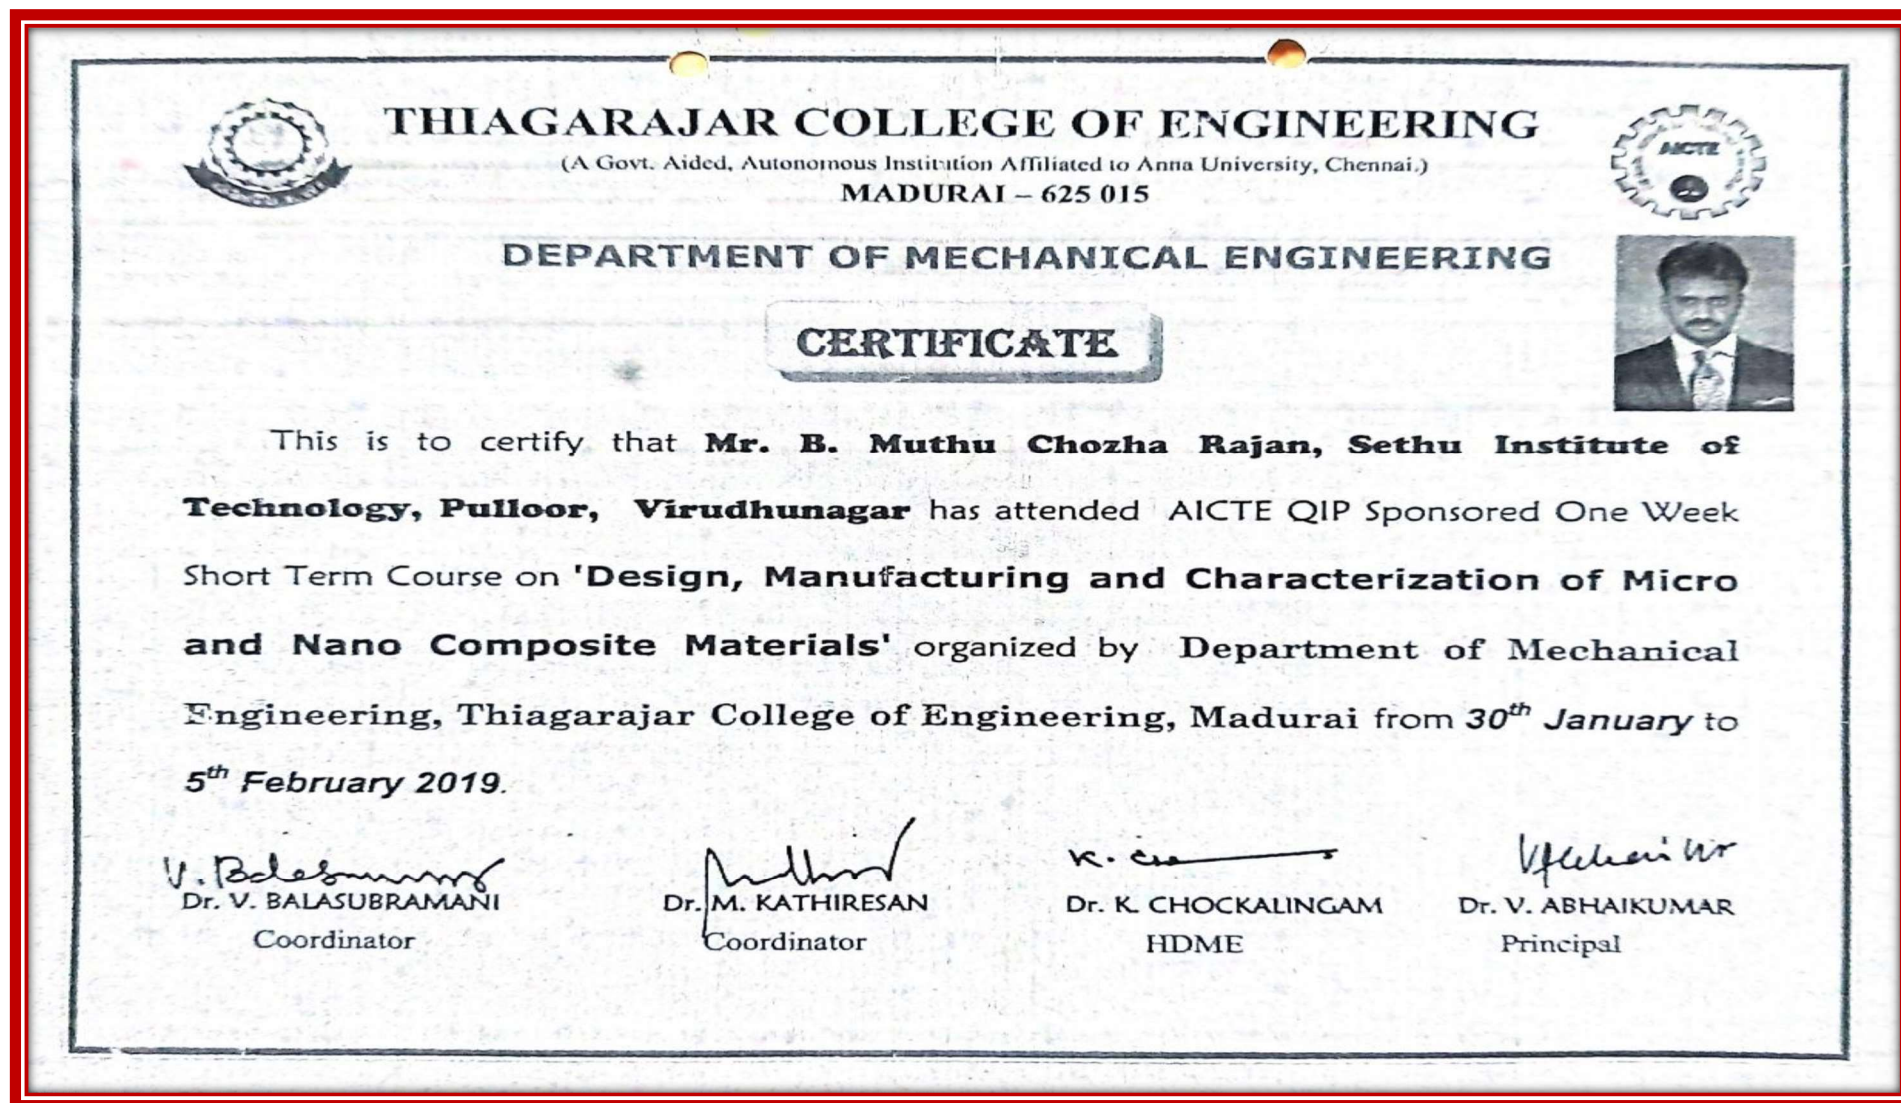 THIAGARAJAR COLLEGE OF ENGINEERING
(A Govt. Aided, Autonomous Institution Affiliated to Anna University, Chennai.)
MADURAI – 625 015
AICTE
DEPARTMENT OF MECHANICAL ENGINEERING
CERTIFICATE
This is to certify that Mr. B. Muthu Chozha Rajan, Sethu Institute of
Technology, Pulloor, Virudhunagar has attended AICTE QIP Sponsored One Week
Short Term Course on 'Design, Manufacturing and Characterization of Micro
and Nano Composite Materials' organized by Department of Mechanical
Engineering, Thiagarajar College of Engineering, Madurai from 30th January to
5th February 2019.
Dr. V. BALASUBRAMANI
Coordinator
Dr. M. KATHIRESAN
Coordinator
Dr. K. CHOCKALINGAM
HDME
Dr. V. ABHAIKUMAR
Principal